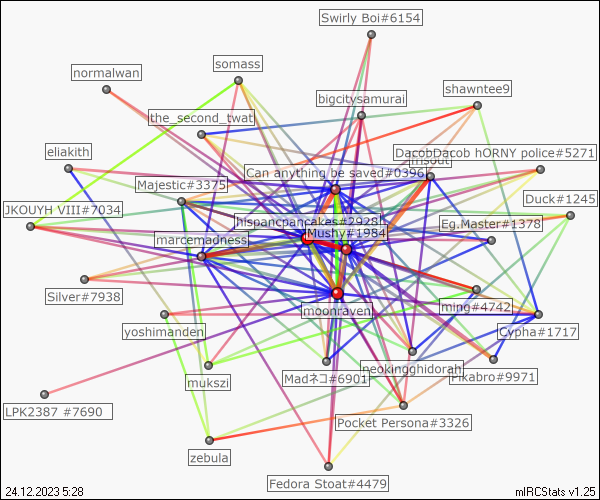 Swirly Boi#6154
somass
normalwan
shawntee9
bigcitysamurai
the_second_twat
eliakith
DacobDacob hORNY police#5271
Can anything be saved#0396
Majestic#3375
Duck#1245
JKOUYH VIII#7034
hispancpancakes#2928
Eg.Master#1378
Mushy#1984
marcemadness
Silver#7938
ming#4742
moonraven
yoshimanden
Cypha#1717
neokingghidorah
Pikabro#9971
Madネコ#6901
mukszi
LPK2387 #7690
Pocket Persona#3326
zebula
Fedora Stoat#4479
24.12.2023 5:28
mIRCStats v1.25